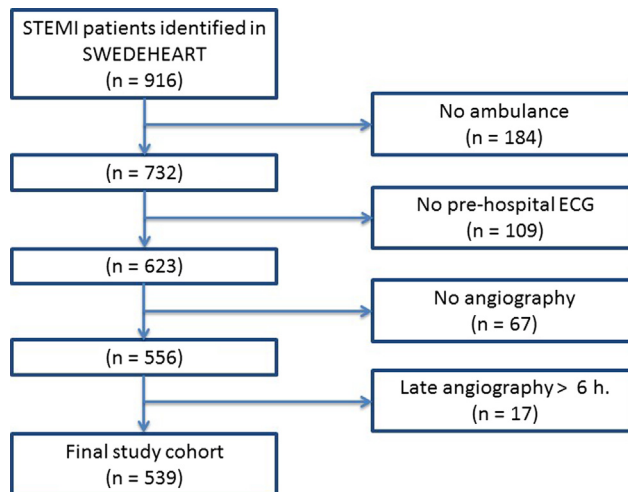 STEMI patients identified in
SWEDEHEART
(n = 916)
No ambulance
(n = 184)
(n = 732)
No pre-hospital ECG
(n = 109)
(n = 623)
No angiography
(n = 67)
(n = 556)
Late angiography > 6 h.
(n = 17)
Final study cohort
(n = 539)